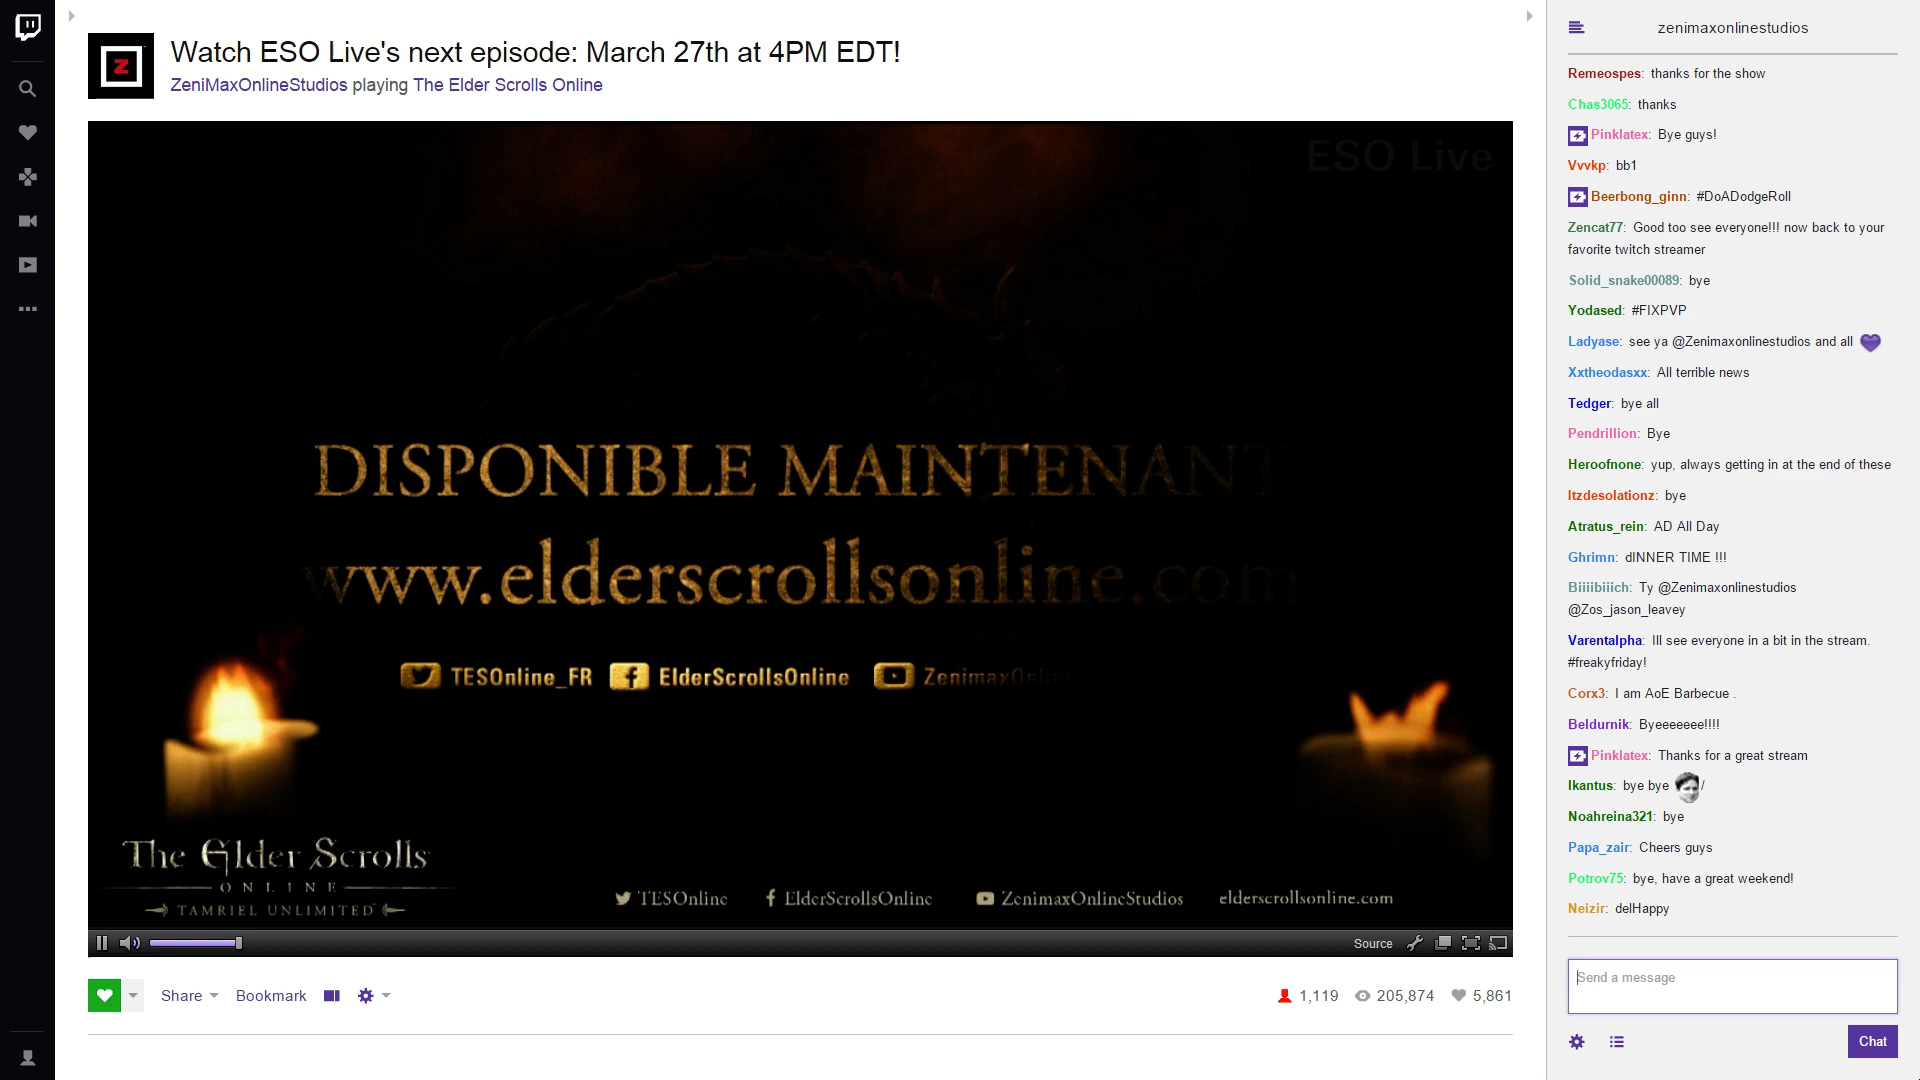 Watch ESO Live's next episode: March 27th at 4PM EDT!
ZeniMaxOnlineStudios playing The Elder Scrolls Online
ESO Live
DISPONIBLE MAINTENANT
www.elderscrollsonline.com
TESOnline_FR ElderScrollsOnline
The Elder Scrolls
ONLINE
TAMRIEL UNLIMITED
TESOnline ElderScrollsOnline ZenimaxOnlineStudios elderscrollsonline.com
Source
Share Bookmark 1,119 205,874 5,861
zenimaxonlinestudios
Remeospes: thanks for the show
Chas3065: thanks
Pinklatex: Bye guys!
Vvvkp: bb1
Beerbong_ginn: #DoADodgeRoll
Zencat77: Good too see everyone!!! now back to your
favorite twitch streamer
Solid_snake00089: bye
Yodased: #FIXPVP
Ladyase: see ya @Zenimaxonlinestudios and all
Xxtheodasxx: All terrible news
Tedger: bye all
Pendrillion: Bye
Heroofnone: yup, always getting in at the end of these
Itzdesolationz: bye
Atratus_rein: AD All Day
Ghrimn: dINNER TIME !!!
Biiiibiiich: Ty @Zenimaxonlinestudios
@Zos_jason_leavey
Varentalpha: Ill see everyone in a bit in the stream.
#freakyfriday!
Corx3: I am AoE Barbecue .
Beldurnik: Byeeeeeee!!!!
Pinklatex: Thanks for a great stream
Ikantus: bye bye /
Noahreina321: bye
Papa_zair: Cheers guys
Potrov75: bye, have a great weekend!
Neizir: delHappy
Send a message
Chat